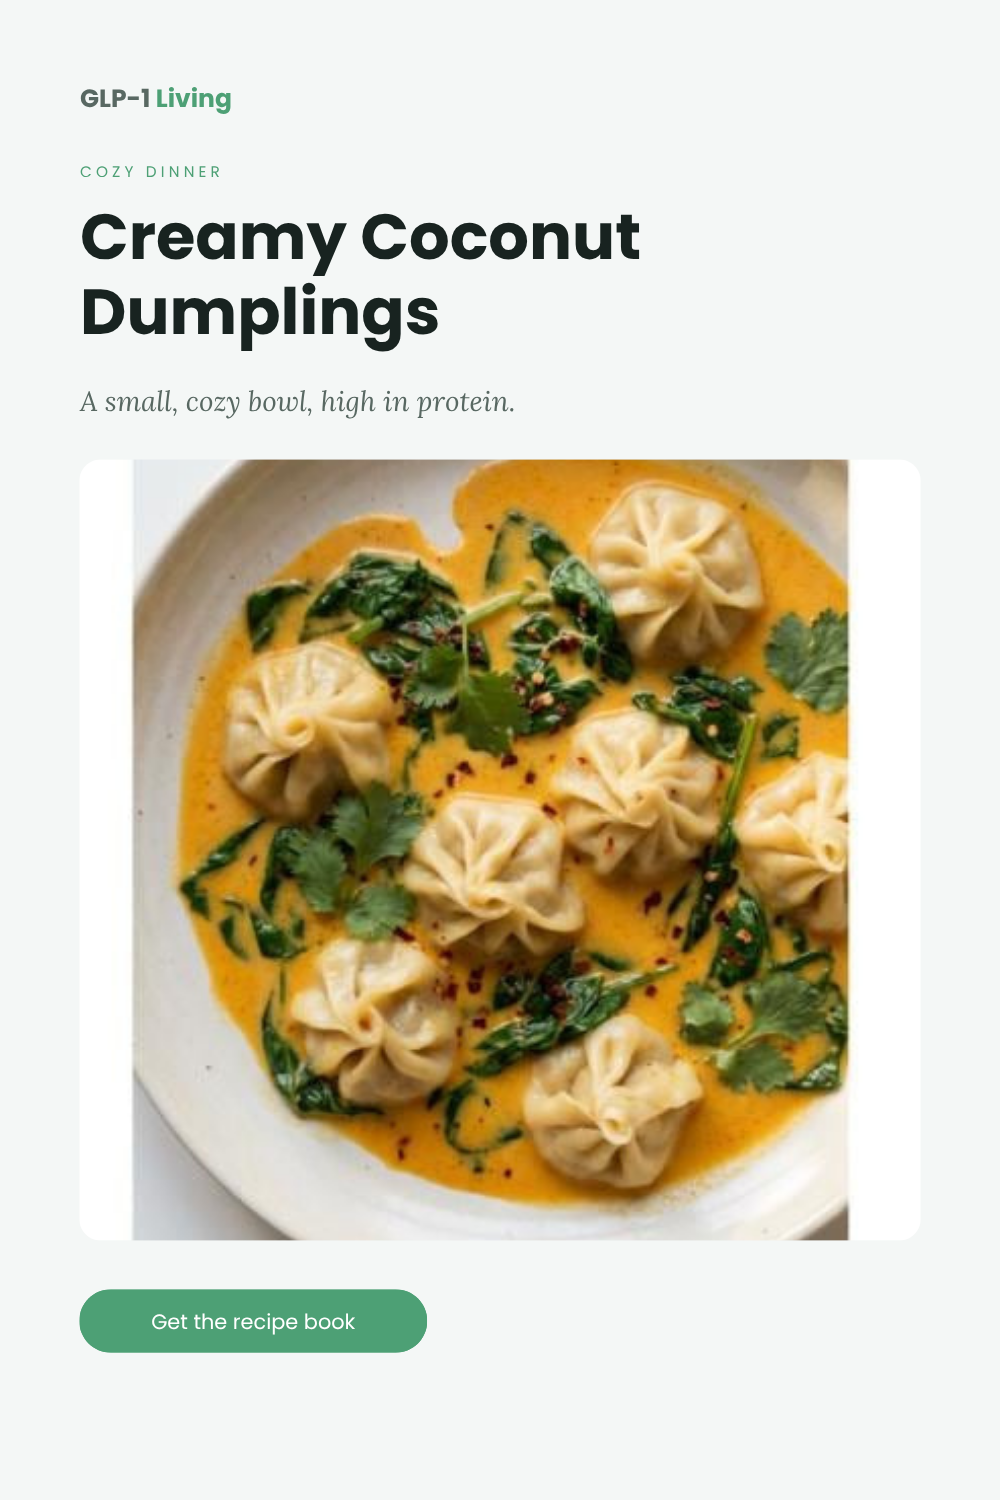 GLP-1 Living
COZY DINNER
Creamy Coconut
Dumplings
A small, cozy bowl, high in protein.
Get the recipe book